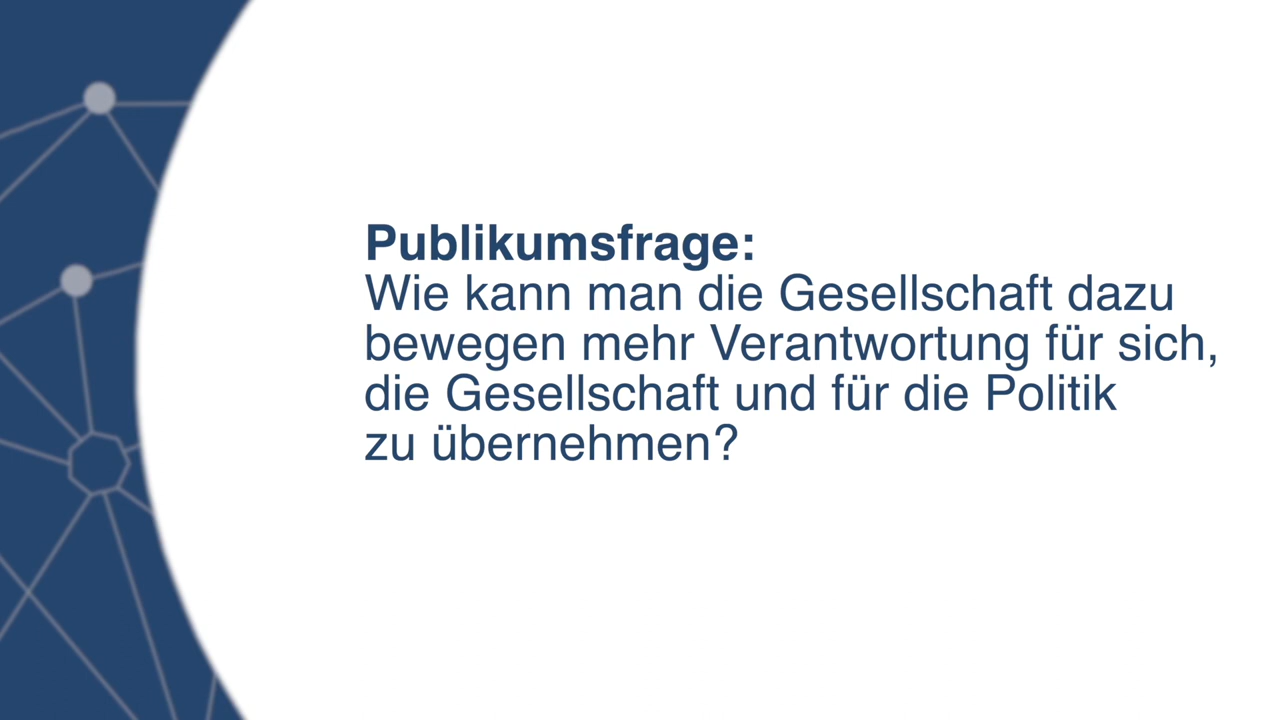 Publikumsfrage:
Wie kann man die Gesellschaft dazu
bewegen mehr Verantwortung für sich,
die Gesellschaft und für die Politik
zu übernehmen?